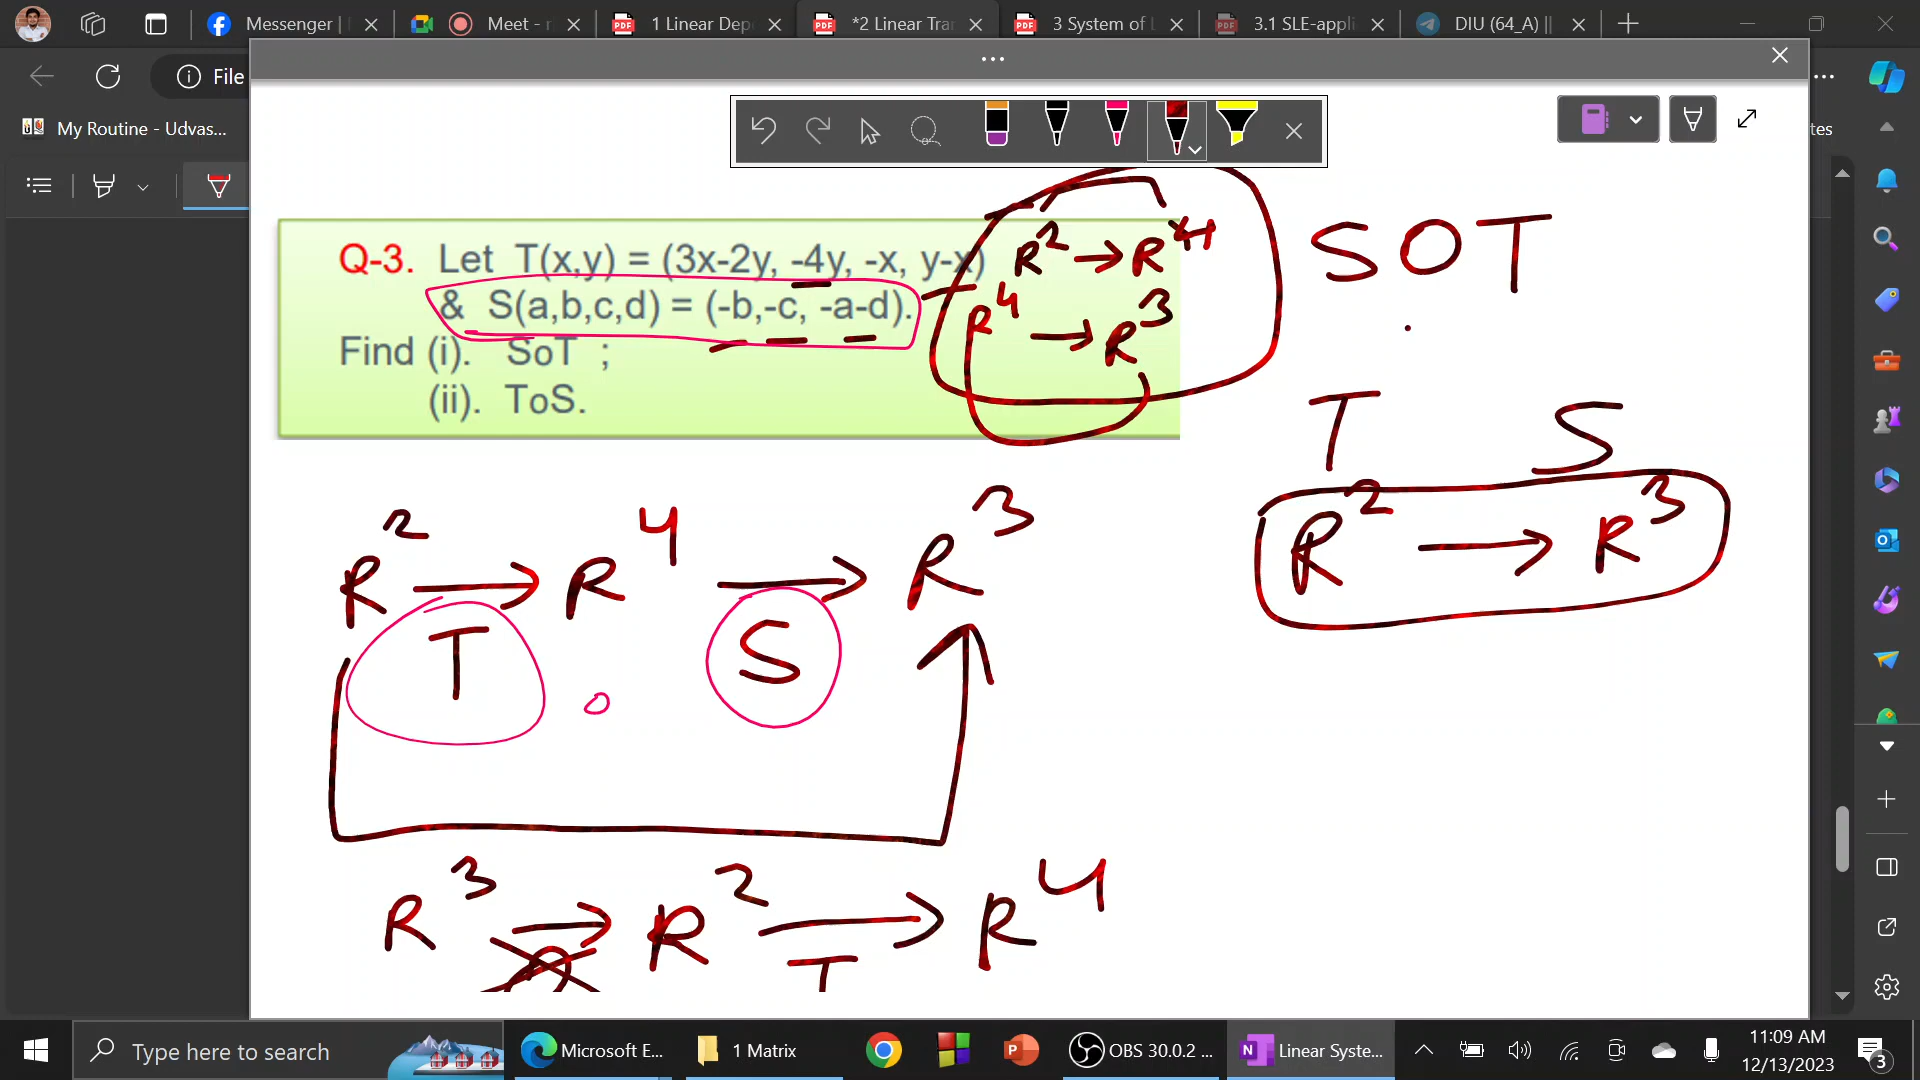 Messenger |
Meet - r
1 Linear Dep
*2 Linear Tra
3 System of L
3.1 SLE-appli
DIU (64_A) ||
File
...
My Routine - Udvas...
tes
Q-3. Let T(x,y) = (3x-2y, -4y, -x, y-x)
& S(a,b,c,d) = (-b,-c, -a-d).
Find (i). SoT ;
(ii). ToS.
R² → R⁴
R⁴ → R³
SOT
T S
R² → R³
R² → R⁴ → R³
T o S
R³ → R² → R⁴
T
Type here to search
Microsoft E...
1 Matrix
OBS 30.0.2 ...
Linear Syste...
11:09 AM
12/13/2023
3